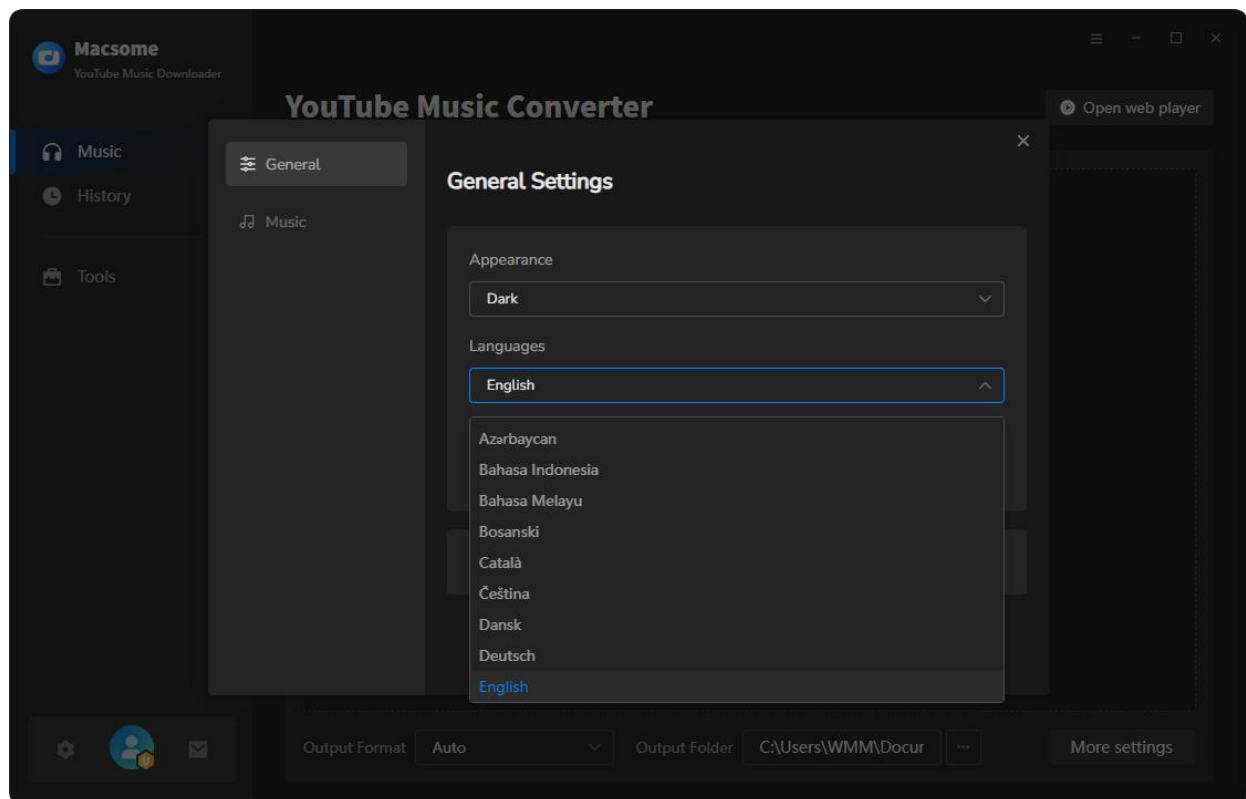 Macsome
YouTube Music Downloader
YouTube Music Converter
Open web player
Music
History
Tools
General
Music
General Settings
Appearance
Dark
Languages
English
Azərbaycan
Bahasa Indonesia
Bahasa Melayu
Bosanski
Català
Čeština
Dansk
Deutsch
English
Output Format
Auto
Output Folder
C:\Users\WMM\Docur
...
More settings